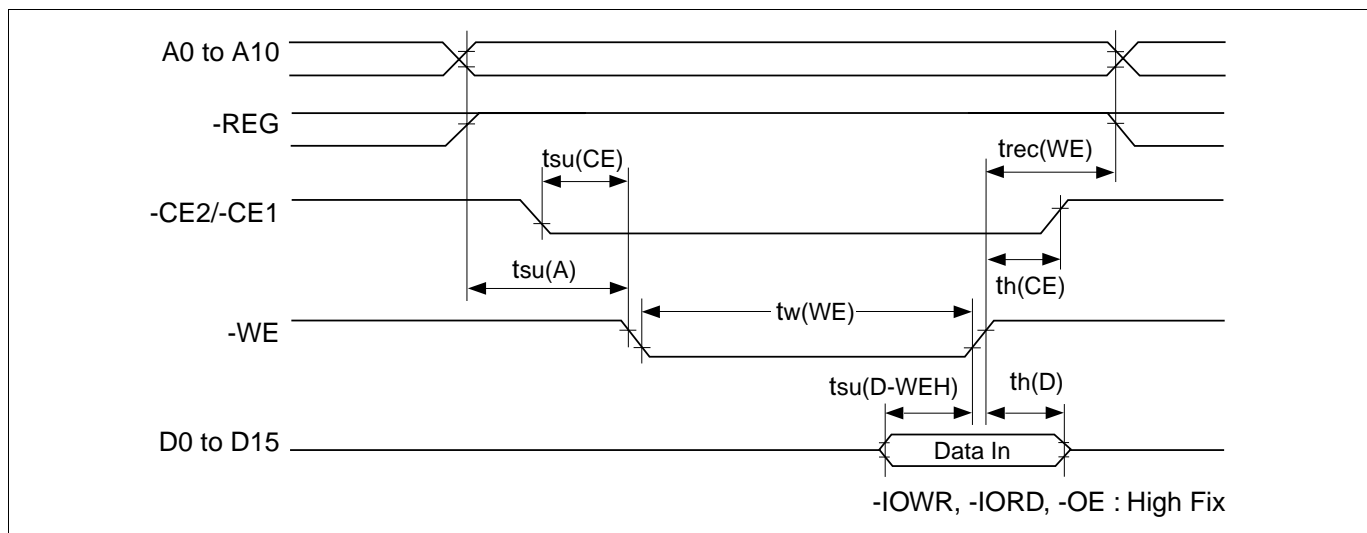 A0 to A10
-REG
tsu(CE)
trec(WE)
-CE2/-CE1
tsu(A)
th(CE)
tw(WE)
-WE
tsu(D-WEH)
th(D)
D0 to D15
Data In
-IOWR, -IORD, -OE : High Fix